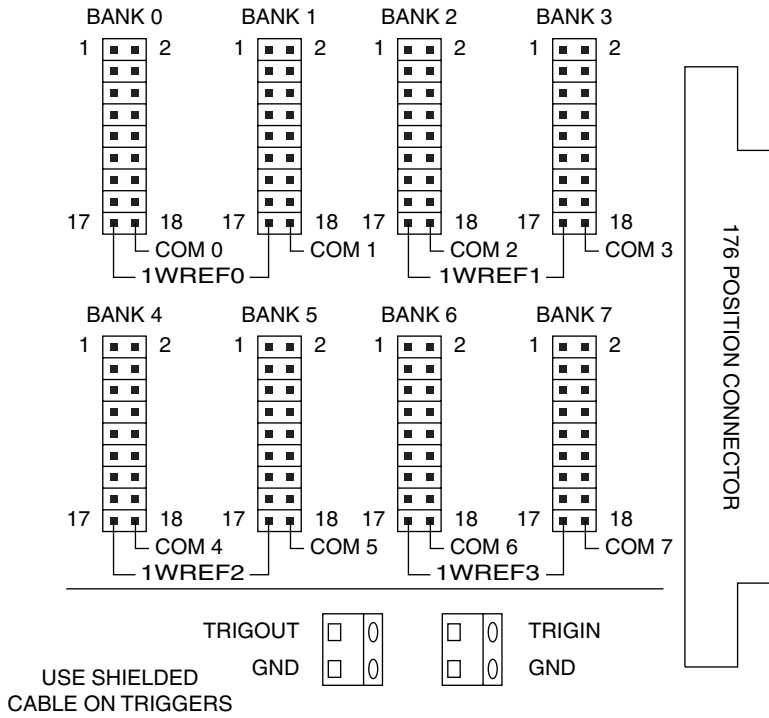 BANK 0 BANK 1 BANK 2 BANK 3
1 2 1 2 1 2 1 2
17 18 17 18 17 18 17 18
COM 0 COM 1 COM 2 COM 3
1WREF0 1WREF1
BANK 4 BANK 5 BANK 6 BANK 7
1 2 1 2 1 2 1 2
17 18 17 18 17 18 17 18
COM 4 COM 5 COM 6 COM 7
1WREF2 1WREF3
176 POSITION CONNECTOR
TRIGOUT TRIGIN
GND GND
USE SHIELDED
CABLE ON TRIGGERS